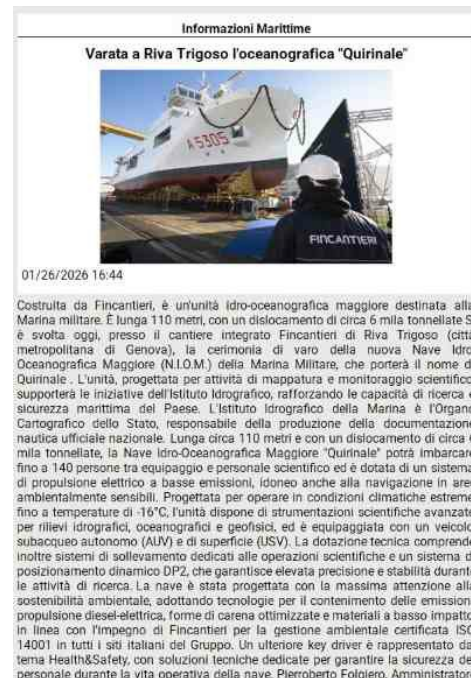 Informazioni Marittime
Varata a Riva Trigoso l'oceanografica "Quirinale"
A 5305
FINCANTIERI
01/26/2026 16:44
Costruita da Fincantieri, è un'unità idro-oceanografica maggiore destinata alla
Marina militare. È lunga 110 metri, con un dislocamento di circa 6 mila tonnellate S
è svolta oggi, presso il cantiere integrato Fincantieri di Riva Trigoso (città
metropolitana di Genova), la cerimonia di varo della nuova Nave Idro
Oceanografica Maggiore (N.I.O.M.) della Marina Militare, che porterà il nome d
Quirinale . L'unità, progettata per attività di mappatura e monitoraggio scientifico
supporterà le iniziative dell'Istituto Idrografico, rafforzando le capacità di ricerca e
sicurezza marittima del Paese. L'Istituto Idrografico della Marina è l'Organo
Cartografico dello Stato, responsabile della produzione della documentazione
nautica ufficiale nazionale. Lunga circa 110 metri e con un dislocamento di circa 6
mila tonnellate, la Nave Idro-Oceanografica Maggiore "Quirinale" potrà imbarcare
fino a 140 persone tra equipaggio e personale scientifico ed è dotata di un sistema
di propulsione elettrico a basse emissioni, idoneo anche alla navigazione in aree
ambientalmente sensibili. Progettata per operare in condizioni climatiche estreme
fino a temperature di -16°C, l'unità dispone di strumentazioni scientifiche avanzate
per rilievi idrografici, oceanografici e geofisici, ed è equipaggiata con un veicolo
subacqueo autonomo (AUV) e di superficie (USV). La dotazione tecnica comprende
inoltre sistemi di sollevamento dedicati alle operazioni scientifiche e un sistema d
posizionamento dinamico DP2, che garantisce elevata precisione e stabilità durante
le attività di ricerca. La nave è stata progettata con la massima attenzione alla
sostenibilità ambientale, adottando tecnologie per il contenimento delle emission
propulsione diesel-elettrica, forme di carena ottimizzate e materiali a basso impatto
in linea con l'impegno di Fincantieri per la gestione ambientale certificata ISO
14001 in tutti i siti italiani del Gruppo. Un ulteriore key driver è rappresentato da
tema Health&Safety, con soluzioni tecniche dedicate per garantire la sicurezza de
personale durante la vita operativa della nave. Pierroberto Folgiero, Amministrator